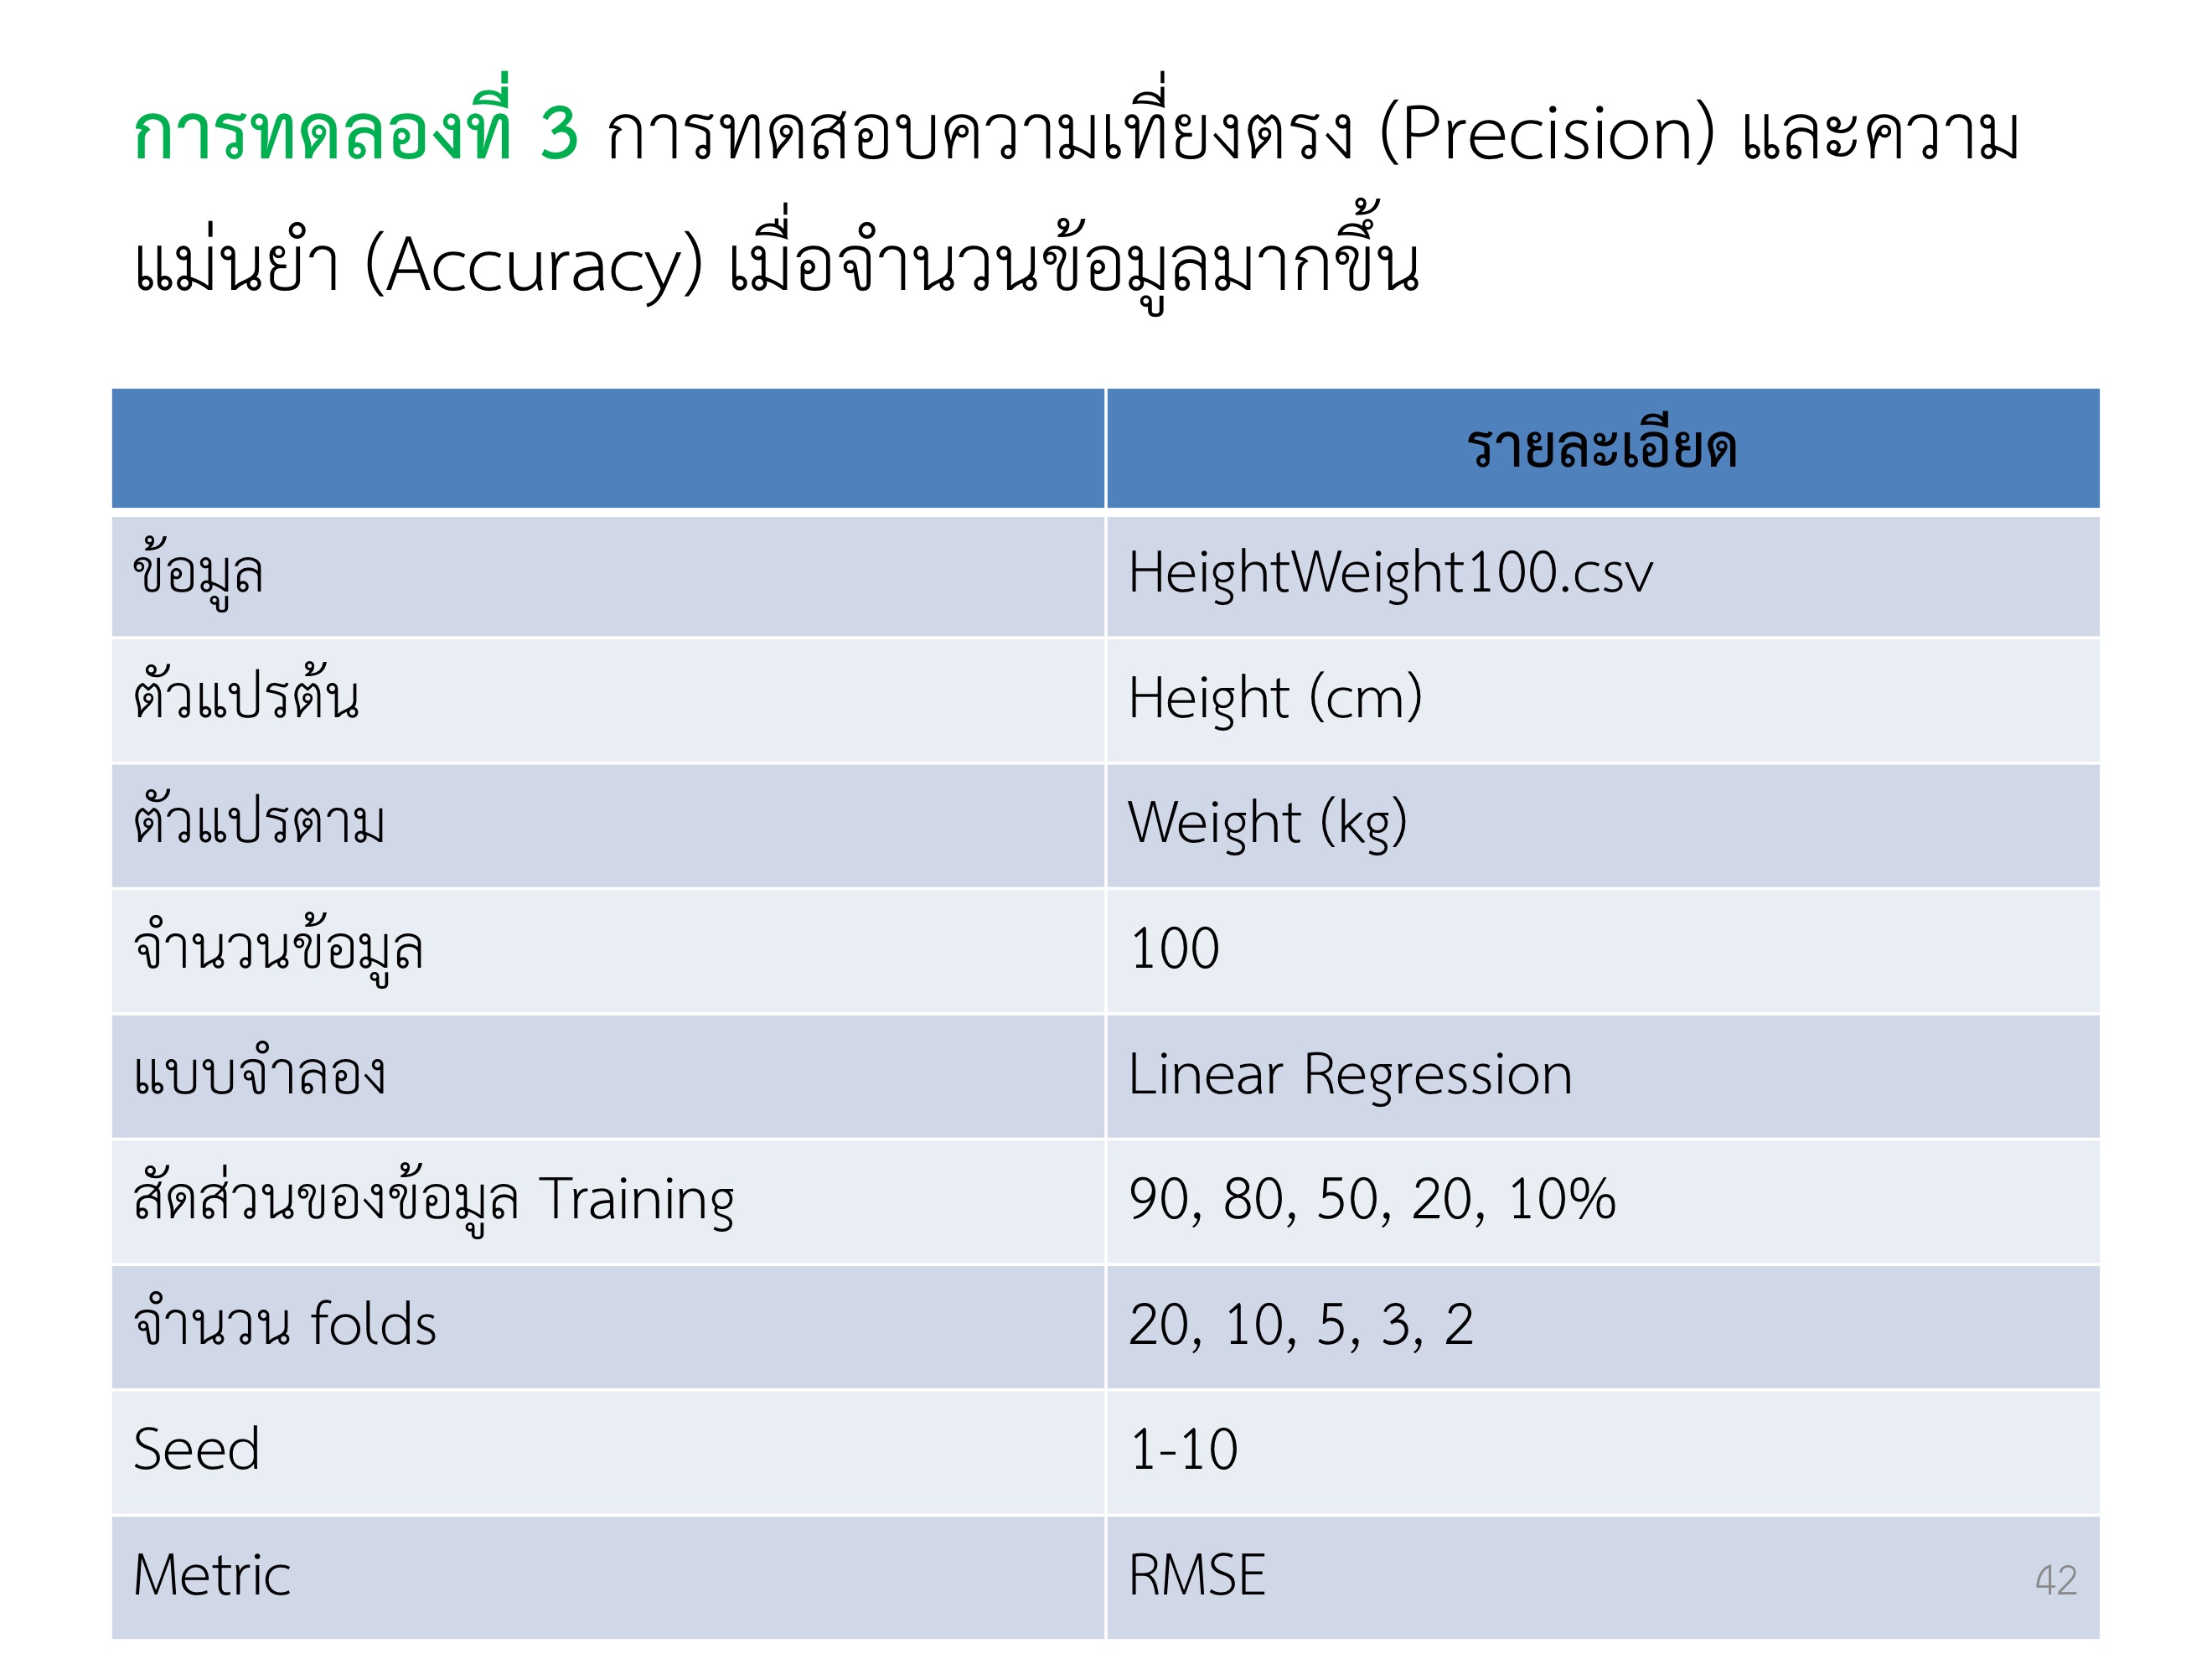 การทดลองที่ 3 การทดสอบความเที่ยงตรง (Precision) และความ
แม่นยำ (Accuracy) เมื่อจำนวนข้อมูลมากขึ้น
รายละเอียด
ข้อมูล HeightWeight100.csv
ตัวแปรต้น Height (cm)
ตัวแปรตาม Weight (kg)
จำนวนข้อมูล 100
แบบจำลอง Linear Regression
สัดส่วนของข้อมูล Training 90, 80, 50, 20, 10%
จำนวน folds 20, 10, 5, 3, 2
Seed 1-10
Metric RMSE
42